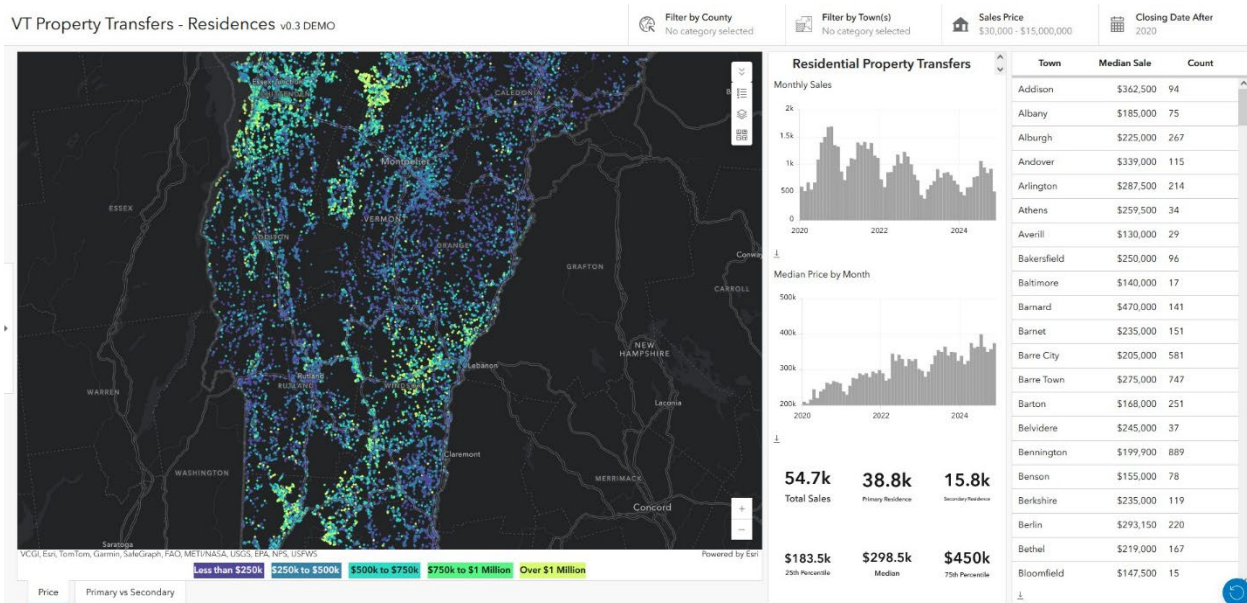 VT Property Transfers - Residences v0.3 DEMO
Filter by County
No category selected
Filter by Town(s)
No category selected
Sales Price
$30,000 - $15,000,000
Closing Date After
2020
Essex Junction
CALEDONIA
Montpelier
ESSEX
VERMONT
ADDISON
ORANGE
Conway
GRAFTON
CARROLL
NEW
HAMPSHIRE
Lebanon
Rutland
RUTLAND
WINDSOR
WARREN
Laconia
Claremont
WASHINGTON
MERRIMACK
Concord
Saratoga
VCGI, Esri, TomTom, Garmin, SafeGraph, FAO, METI/NASA, USGS, EPA, NPS, USFWS
Powered by Esri
Less than $250k
$250k to $500k
$500k to $750k
$750k to $1 Million
Over $1 Million
Price
Primary vs Secondary
Residential Property Transfers
Monthly Sales
2k
1.5k
1k
500
0
2020 2022 2024
Median Price by Month
500k
400k
300k
200k
2020 2022 2024
54.7k
Total Sales
38.8k
Primary Residence
15.8k
Secondary Residence
$183.5k
25th Percentile
$298.5k
Median
$450k
75th Percentile
Town Median Sale Count
Addison $362,500 94
Albany $185,000 75
Alburgh $225,000 267
Andover $339,000 115
Arlington $287,500 214
Athens $259,500 34
Averill $130,000 29
Bakersfield $250,000 96
Baltimore $140,000 17
Barnard $470,000 141
Barnet $235,000 151
Barre City $205,000 581
Barre Town $275,000 747
Barton $168,000 251
Belvidere $245,000 37
Bennington $199,900 889
Benson $155,000 78
Berkshire $235,000 119
Berlin $293,150 220
Bethel $219,000 167
Bloomfield $147,500 15